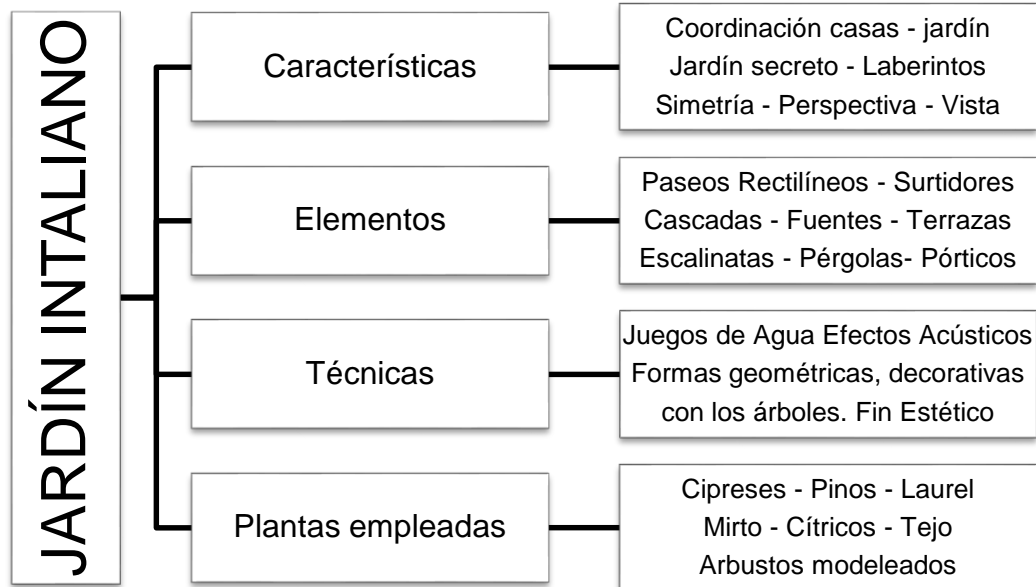 JARDÍN INTALIANO
Características
Coordinación casas - jardín
Jardín secreto - Laberintos
Simetría - Perspectiva - Vista
Elementos
Paseos Rectilíneos - Surtidores
Cascadas - Fuentes - Terrazas
Escalinatas - Pérgolas- Pórticos
Técnicas
Juegos de Agua Efectos Acústicos
Formas geométricas, decorativas
con los árboles. Fin Estético
Plantas empleadas
Cipreses - Pinos - Laurel
Mirto - Cítricos - Tejo
Arbustos modeleados